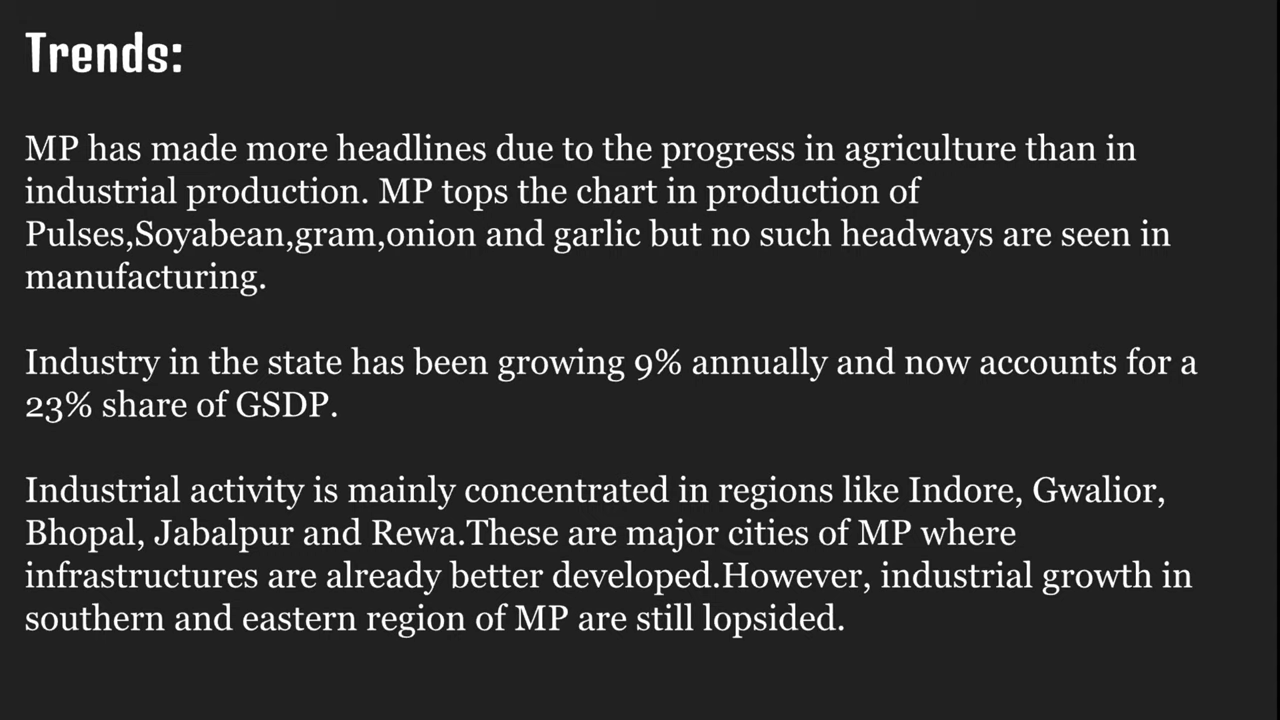 Trends:
MP has made more headlines due to the progress in agriculture than in
industrial production. MP tops the chart in production of
Pulses,Soyabean,gram,onion and garlic but no such headways are seen in
manufacturing.
Industry in the state has been growing 9% annually and now accounts for a
23% share of GSDP.
Industrial activity is mainly concentrated in regions like Indore, Gwalior,
Bhopal, Jabalpur and Rewa.These are major cities of MP where
infrastructures are already better developed.However, industrial growth in
southern and eastern region of MP are still lopsided.